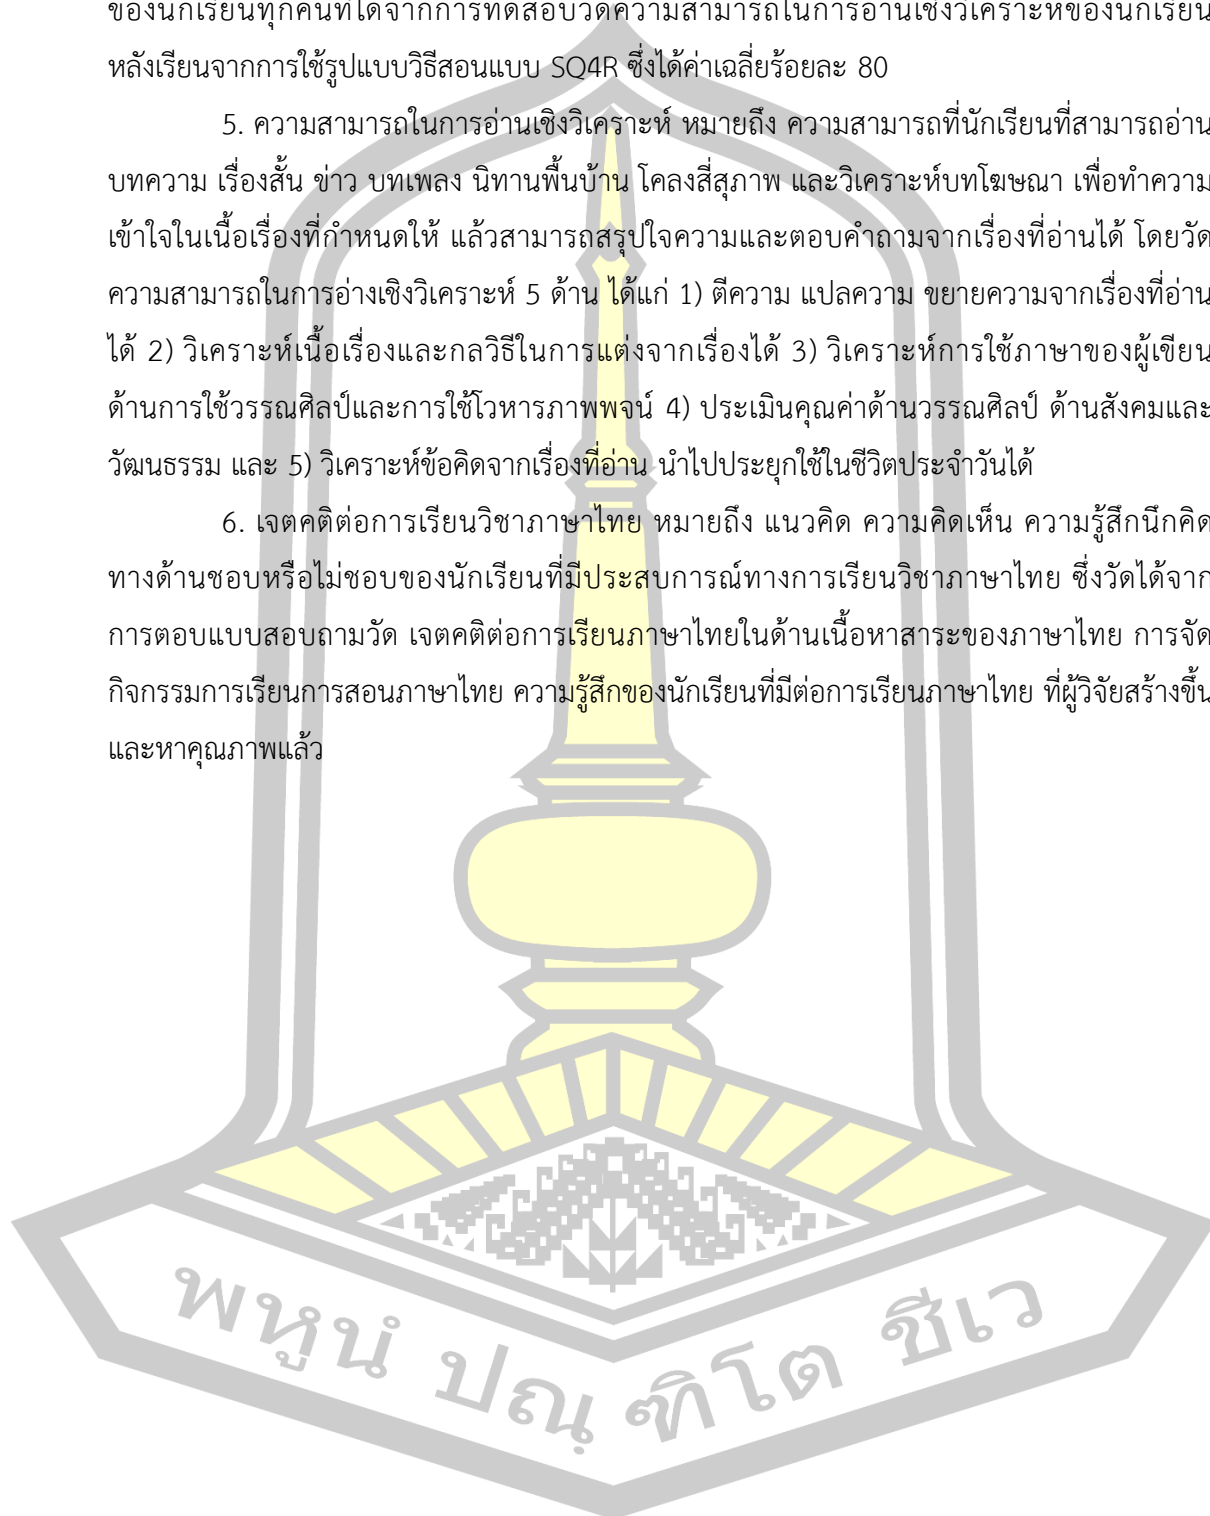 ของนักเรียนทุกคนที่ได้จากการทดสอบวัดความสามารถในการอ่านเชิงวิเคราะห์ของนักเรียน
หลังเรียนจากการใช้รูปแบบวิธีสอนแบบ SQ4R ซึ่งได้ค่าเฉลี่ยร้อยละ 80
5. ความสามารถในการอ่านเชิงวิเคราะห์ หมายถึง ความสามารถที่นักเรียนที่สามารถอ่าน
บทความ เรื่องสั้น ข่าว บทเพลง นิทานพื้นบ้าน โคลงสี่สุภาพ และวิเคราะห์บทโฆษณา เพื่อทำความ
เข้าใจในเนื้อเรื่องที่กำหนดให้ แล้วสามารถสรุปใจความและตอบคำถามจากเรื่องที่อ่านได้ โดยวัด
ความสามารถในการอ่างเชิงวิเคราะห์ 5 ด้าน ได้แก่ 1) ตีความ แปลความ ขยายความจากเรื่องที่อ่าน
ได้ 2) วิเคราะห์เนื้อเรื่องและกลวิธีในการแต่งจากเรื่องได้ 3) วิเคราะห์การใช้ภาษาของผู้เขียน
ด้านการใช้วรรณศิลป์และการใช้โวหารภาพพจน์ 4) ประเมินคุณค่าด้านวรรณศิลป์ ด้านสังคมและ
วัฒนธรรม และ 5) วิเคราะห์ข้อคิดจากเรื่องที่อ่าน นำไปประยุกใช้ในชีวิตประจำวันได้
6. เจตคติต่อการเรียนวิชาภาษาไทย หมายถึง แนวคิด ความคิดเห็น ความรู้สึกนึกคิด
ทางด้านชอบหรือไม่ชอบของนักเรียนที่มีประสบการณ์ทางการเรียนวิชาภาษาไทย ซึ่งวัดได้จาก
การตอบแบบสอบถามวัด เจตคติต่อการเรียนภาษาไทยในด้านเนื้อหาสาระของภาษาไทย การจัด
กิจกรรมการเรียนการสอนภาษาไทย ความรู้สึกของนักเรียนที่มีต่อการเรียนภาษาไทย ที่ผู้วิจัยสร้างขึ้น
และหาคุณภาพแล้ว
พหูนํ ปณฺ ฑิโต ชีเว